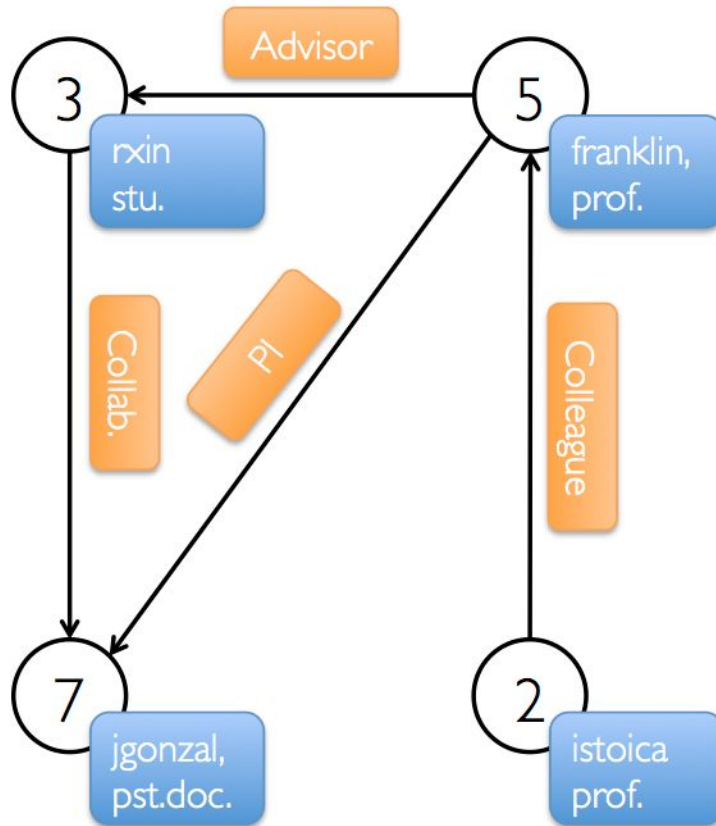 Advisor
3
5
rxin
stu.
franklin,
prof.
Collab.
PI
Colleague
7
2
jgonzal,
pst.doc.
istoica
prof.